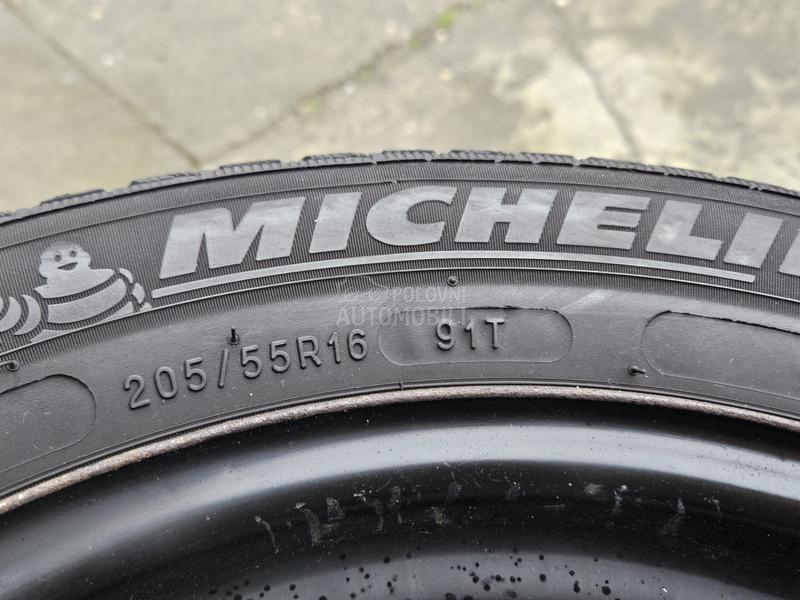 MICHELI
POLOVNI
AUTOMOBILI
205/55R16 91T